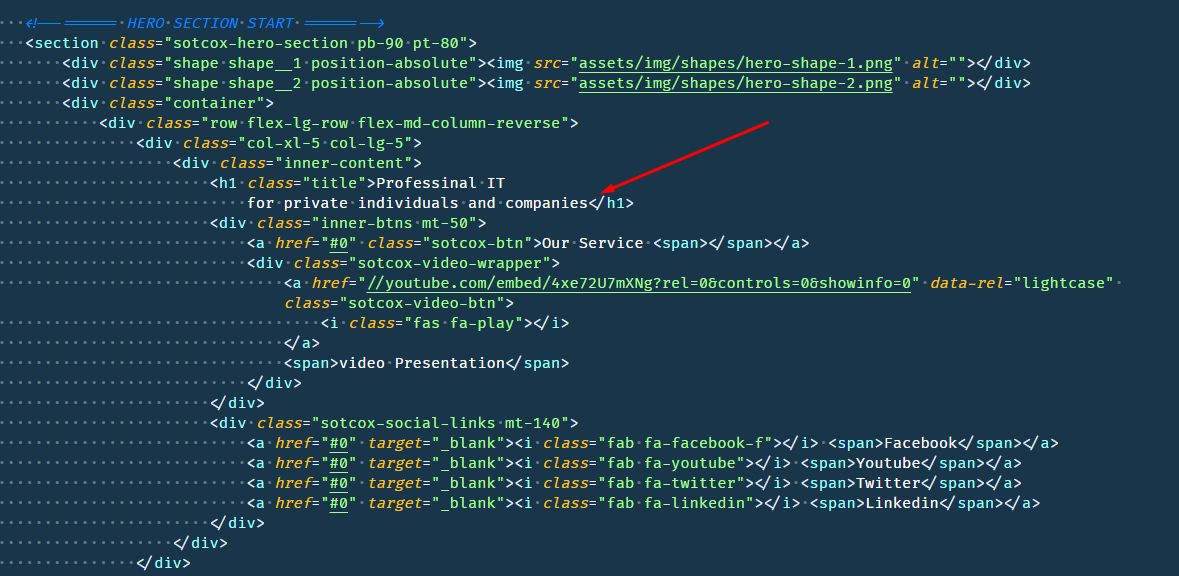 <!-- ======== HERO SECTION START ======== -->
<section class="sotcox-hero-section pb-90 pt-80">
<div class="shape shape__1 position-absolute"><img src="assets/img/shapes/hero-shape-1.png" alt=""></div>
<div class="shape shape__2 position-absolute"><img src="assets/img/shapes/hero-shape-2.png" alt=""></div>
<div class="container">
<div class="row flex-lg-row flex-md-column-reverse">
<div class="col-xl-5 col-lg-5">
<div class="inner-content">
<h1 class="title">Professinal IT
for private individuals and companies</h1>
<div class="inner-btns mt-50">
<a href="#0" class="sotcox-btn">Our Service <span></span></a>
<div class="sotcox-video-wrapper">
<a href="//youtube.com/embed/4xe72U7mXNg?rel=0&controls=0&showinfo=0" data-rel="lightcase"
class="sotcox-video-btn">
<i class="fas fa-play"></i>
</a>
<span>video Presentation</span>
</div>
</div>
<div class="sotcox-social-links mt-140">
<a href="#0" target="_blank"><i class="fab fa-facebook-f"></i> <span>Facebook</span></a>
<a href="#0" target="_blank"><i class="fab fa-youtube"></i> <span>Youtube</span></a>
<a href="#0" target="_blank"><i class="fab fa-twitter"></i> <span>Twitter</span></a>
<a href="#0" target="_blank"><i class="fab fa-linkedin"></i> <span>Linkedin</span></a>
</div>
</div>
</div>